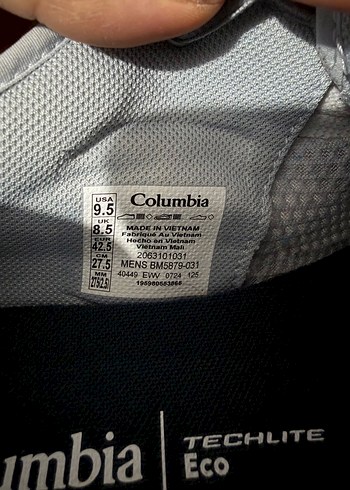 USA
9.5
UK
8.5
EUR
42.5
CM
27.5
MM
275(2.5)
Columbia
MADE IN VIETNAM
Fabriqué Au Vietnam
Hecho en Vietnam
Vietnam Mali
2063101031
MENS BM5879-031
40449 EWV 0724 125
195980653868
umbia
TECHLITE
Eco